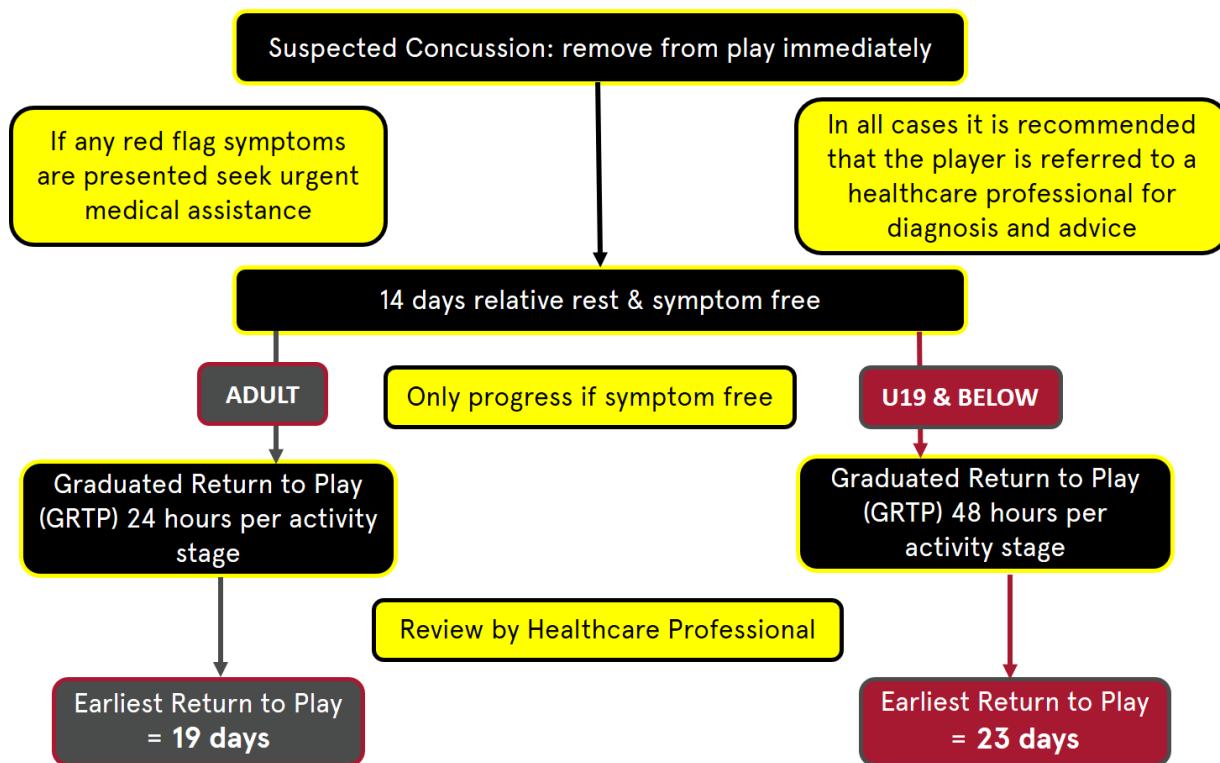 Suspected Concussion: remove from play immediately
If any red flag symptoms
are presented seek urgent
medical assistance
In all cases it is recommended
that the player is referred to a
healthcare professional for
diagnosis and advice
14 days relative rest & symptom free
ADULT
Only progress if symptom free
U19 & BELOW
Graduated Return to Play
(GRTP) 24 hours per activity
stage
Graduated Return to Play
(GRTP) 48 hours per
activity stage
Review by Healthcare Professional
Earliest Return to Play
= 19 days
Earliest Return to Play
= 23 days